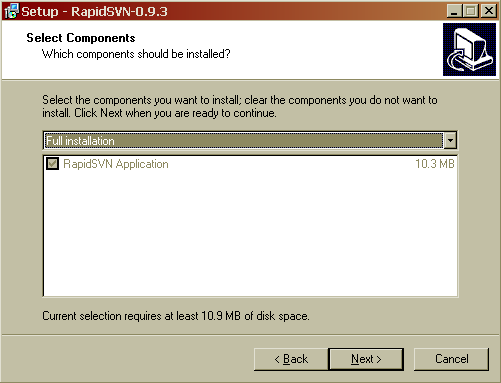 Setup - RapidSVN-0.9.3
Select Components
Which components should be installed?
Select the components you want to install; clear the components you do not want to
install. Click Next when you are ready to continue.
Full installation
RapidSVN Application 10.3 MB
Current selection requires at least 10.9 MB of disk space.
< Back Next > Cancel